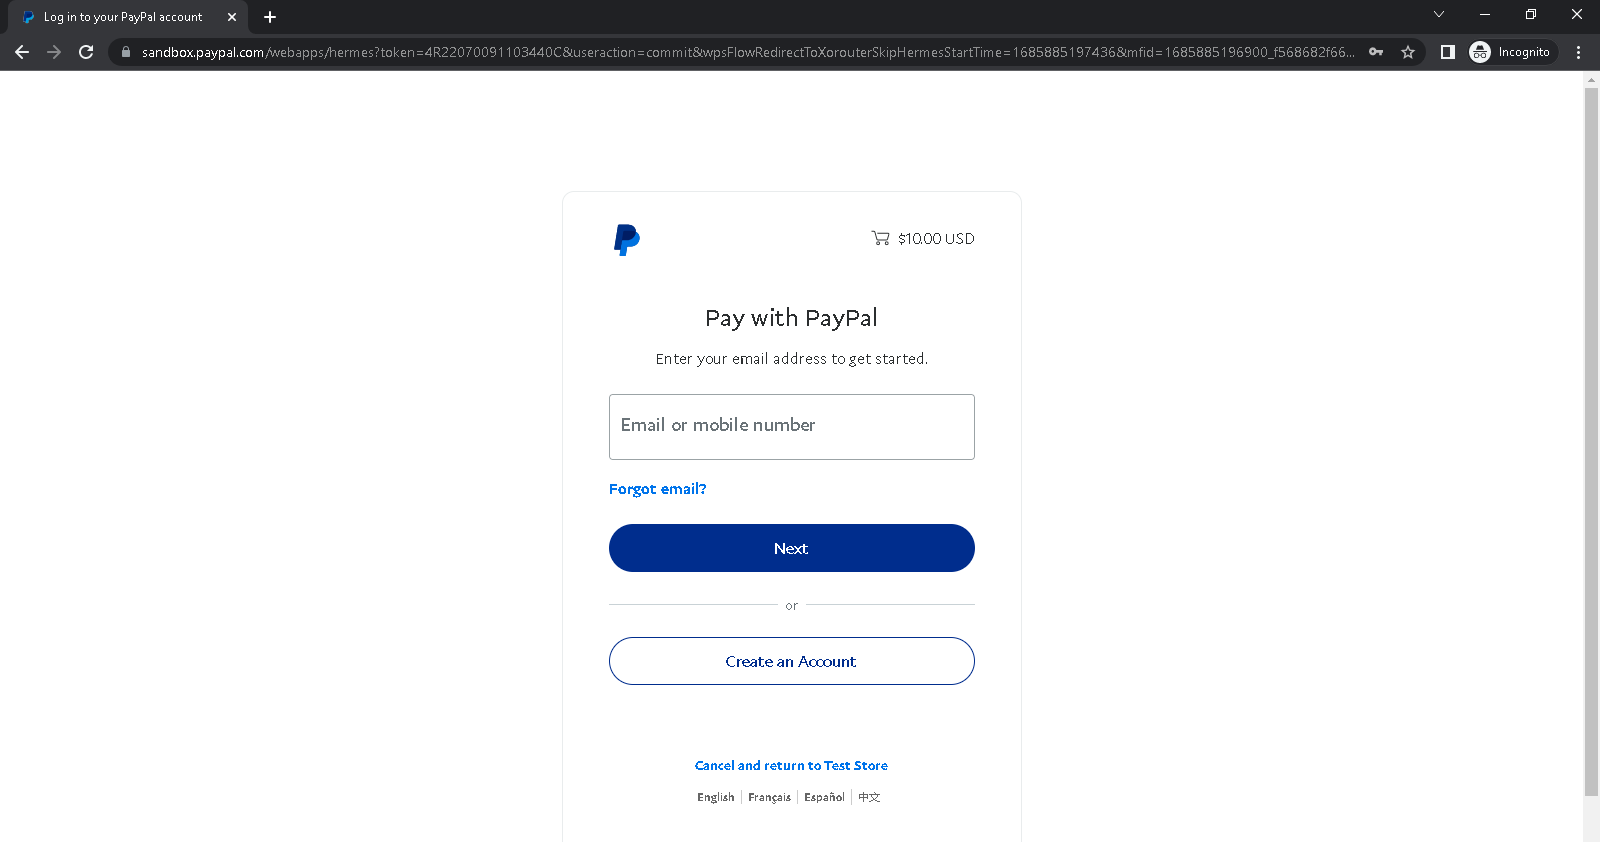 Log in to your PayPal account
sandbox.paypal.com/webapps/hermes?token=4R22070091103440C&useraction=commit&wpsFlowRedirectToXorouterSkipHermesStartTime=1685885197436&mfid=1685885196900_f568682f66...
Incognito
$10.00 USD
Pay with PayPal
Enter your email address to get started.
Email or mobile number
Forgot email?
Next
or
Create an Account
Cancel and return to Test Store
English Français Español 中文